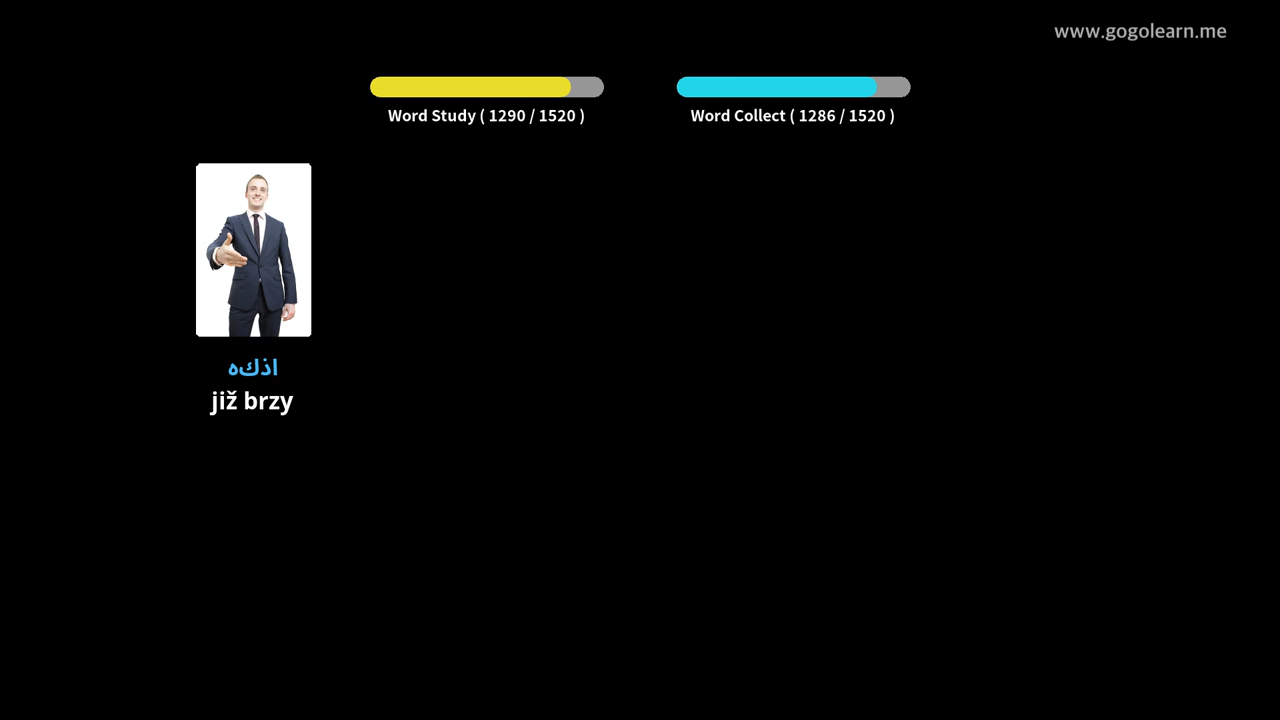 www.gogolearn.me
Word Study ( 1290 / 1520 )
Word Collect ( 1286 / 1520 )
اذكه
již brzy